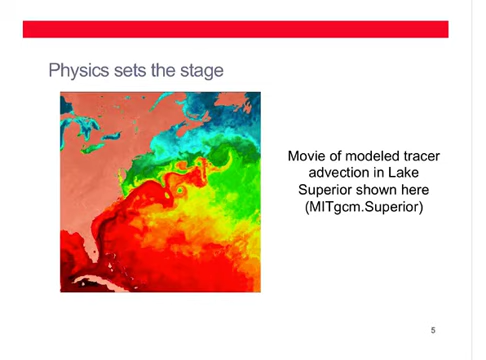 Physics sets the stage
Movie of modeled tracer
advection in Lake
Superior shown here
(MITgcm.Superior)
5